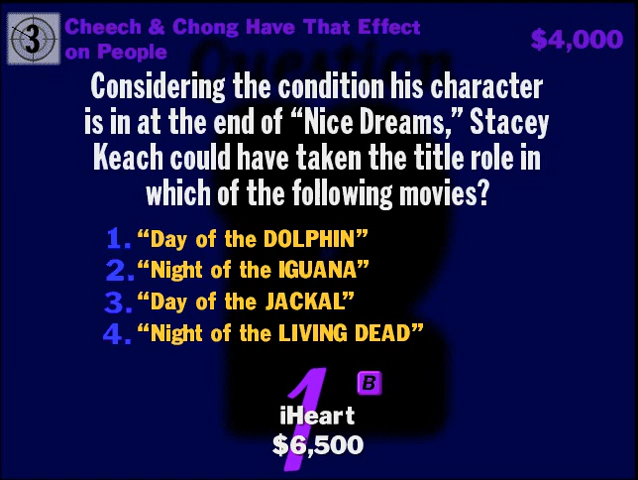 3
Cheech & Chong Have That Effect
on People
$4,000
Question
Considering the condition his character
is in at the end of “Nice Dreams,” Stacey
Keach could have taken the title role in
which of the following movies?
1. “Day of the DOLPHIN”
2. “Night of the IGUANA”
3. “Day of the JACKAL”
4. “Night of the LIVING DEAD”
1
B
iHeart
$6,500